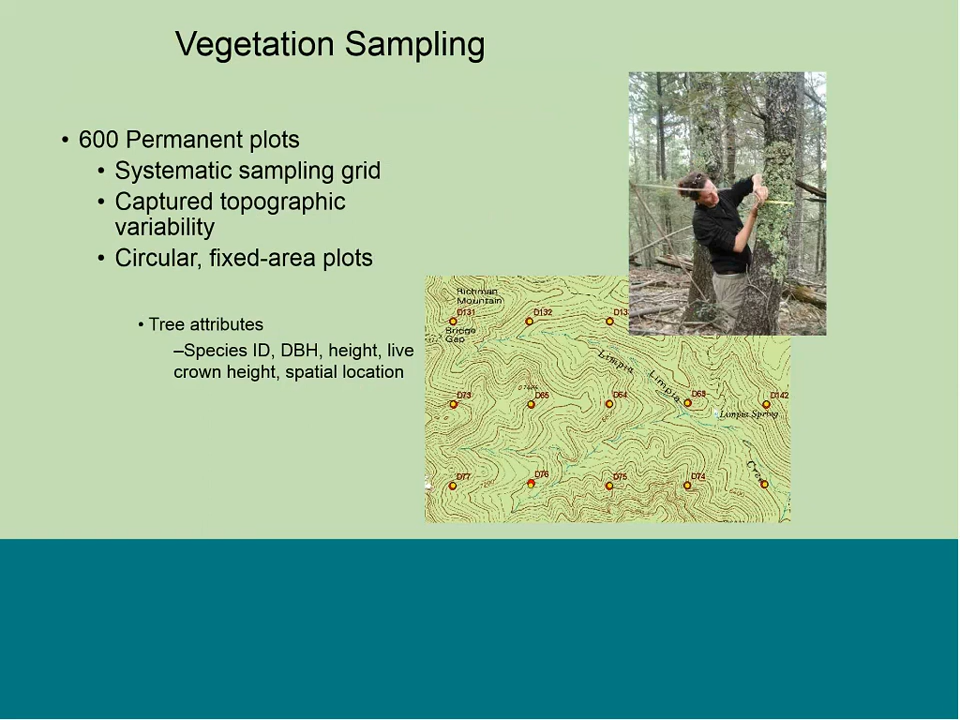 Vegetation Sampling
• 600 Permanent plots
• Systematic sampling grid
• Captured topographic
variability
• Circular, fixed-area plots
• Tree attributes
–Species ID, DBH, height, live
crown height, spatial location
Richman
Mountain
D131
D132
Bridge
Gap
Limpia
Limpia
D73
D65
D64
D63
D142
Limpia Spring
D77
D76
D75
D74